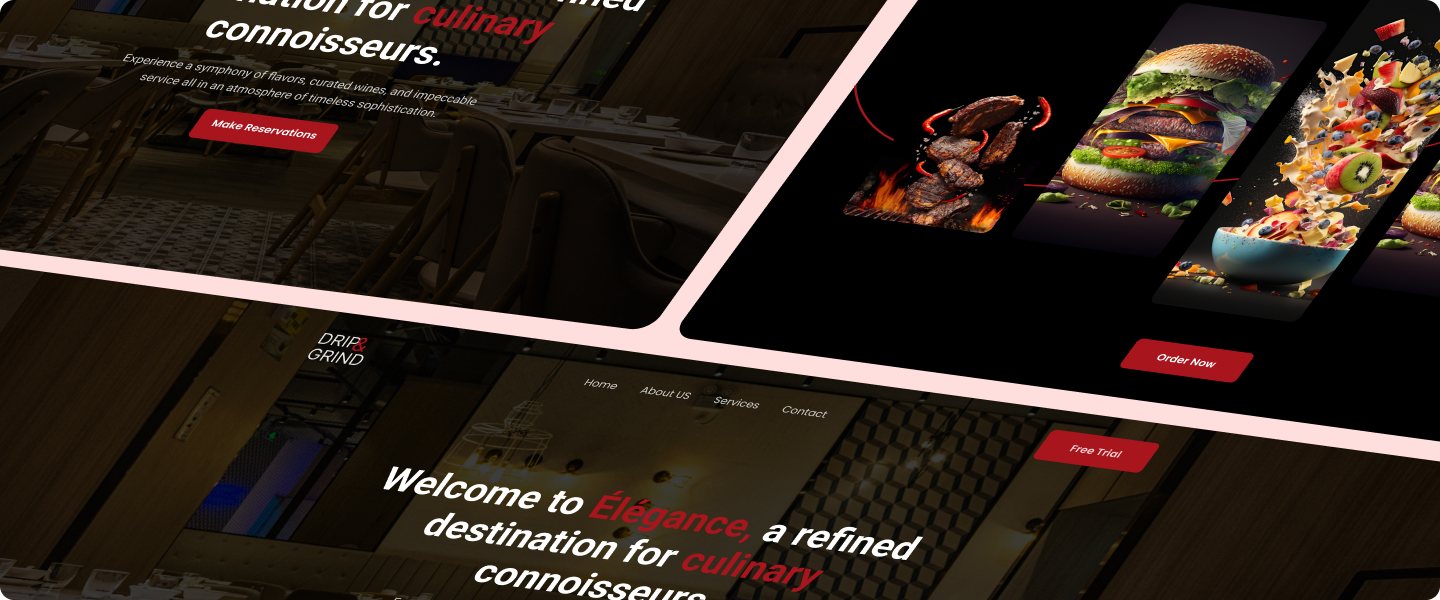 nation for culinary
connoisseurs.
Experience a symphony of flavors, curated wines, and impeccable
service all in an atmosphere of timeless sophistication.
Make Reservations
Order Now
DRIP&
GRIND
Home About US Services Contact
Free Trial
Welcome to Élégance, a refined
destination for culinary
connoisseurs.